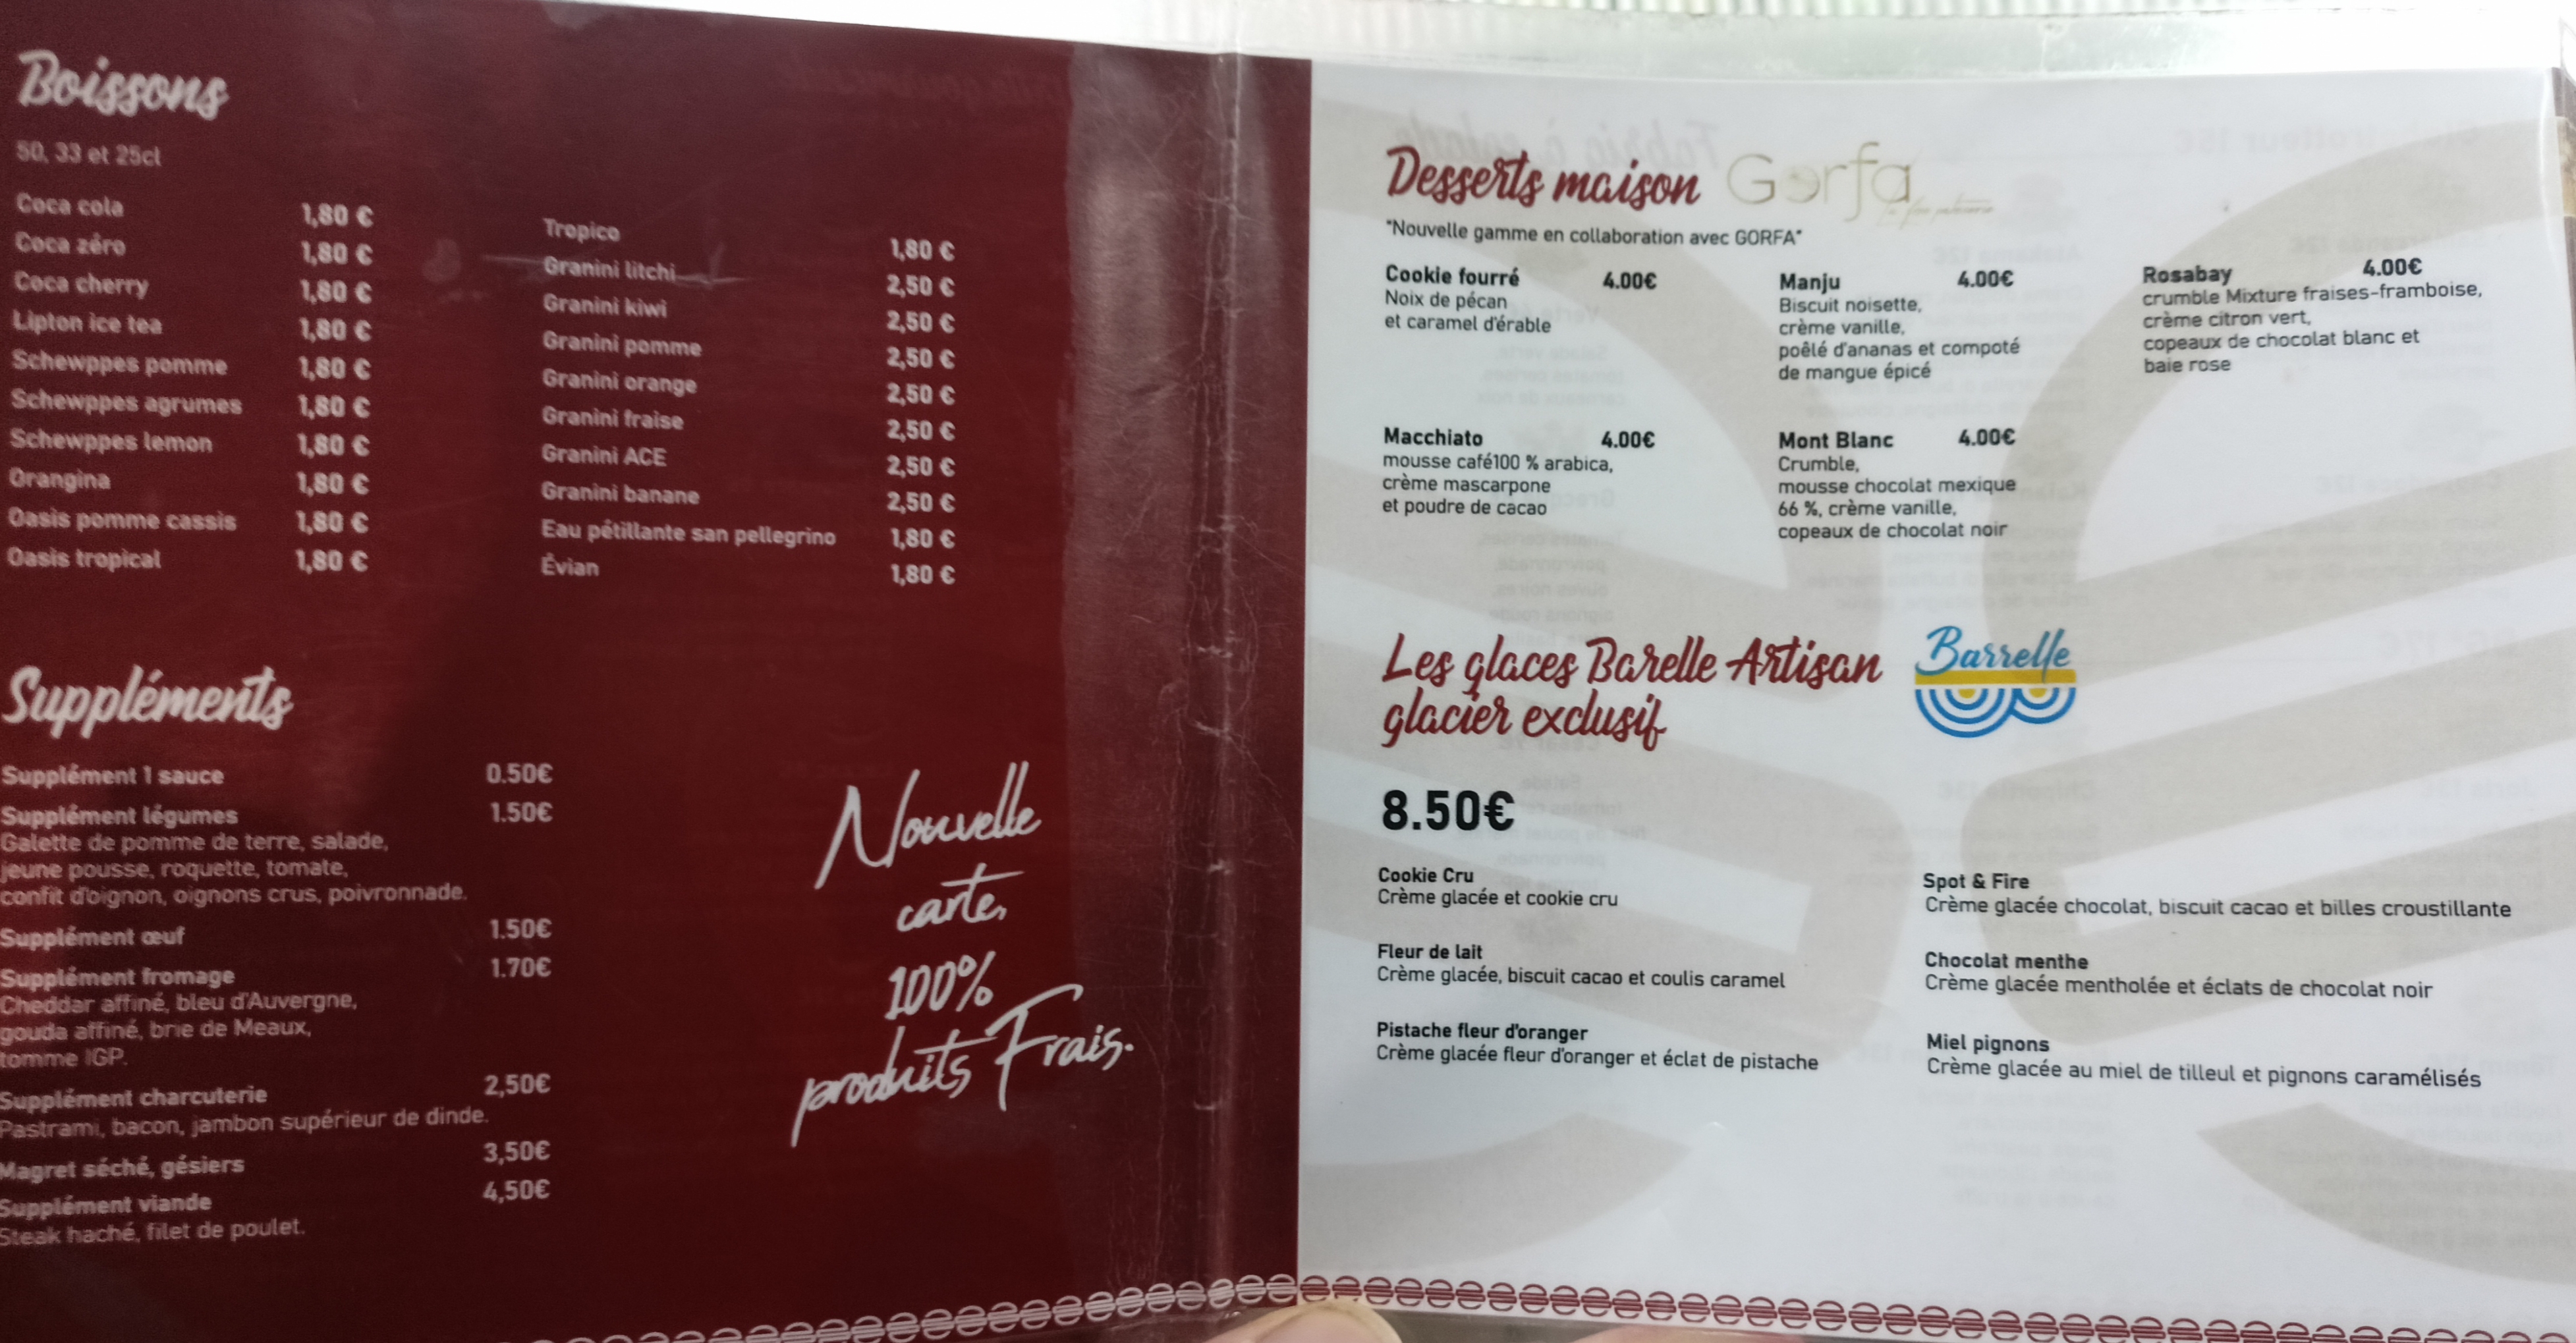 Boissons
50, 33 et 25cl
Coca cola 1,80 €
Coca zéro 1,80 €
Coca cherry 1,80 €
Lipton ice tea 1,80 €
Schewppes pomme 1,80 €
Schewppes agrumes 1,80 €
Schewppes lemon 1,80 €
Orangina 1,80 €
Oasis pomme cassis 1,80 €
Oasis tropical 1,80 €
Tropico 1,80 €
Granini litchi 2,50 €
Granini kiwi 2,50 €
Granini pomme 2,50 €
Granini orange 2,50 €
Granini fraise 2,50 €
Granini ACE 2,50 €
Granini banane 2,50 €
Eau pétillante san pellegrino 1,80 €
Évian 1,80 €
Suppléments
Supplément 1 sauce 0.50€
Supplément légumes 1.50€
Galette de pomme de terre, salade,
jeune pousse, roquette, tomate,
confit d'oignon, oignons crus, poivronnade.
Supplément œuf 1.50€
Supplément fromage 1.70€
Cheddar affiné, bleu d'Auvergne,
gouda affiné, brie de Meaux,
tomme IGP.
Supplément charcuterie 2,50€
Pastrami, bacon, jambon supérieur de dinde.
Magret séché, gésiers 3,50€
Supplément viande 4,50€
Steak haché, filet de poulet.
Nouvelle
carte,
100%
produits Frais.
Desserts maison Gorfa
"Nouvelle gamme en collaboration avec GORFA"
Cookie fourré 4.00€
Noix de pécan
et caramel d'érable
Manju 4.00€
Biscuit noisette,
crème vanille,
poêlé d'ananas et compoté
de mangue épicé
Rosabay 4.00€
crumble Mixture fraises-framboise,
crème citron vert,
copeaux de chocolat blanc et
baie rose
Macchiato 4.00€
mousse café100 % arabica,
crème mascarpone
et poudre de cacao
Mont Blanc 4.00€
Crumble,
mousse chocolat mexique
66 %, crème vanille,
copeaux de chocolat noir
Les glaces Barelle Artisan
glacier exclusif
Barrelle
8.50€
Cookie Cru
Crème glacée et cookie cru
Fleur de lait
Crème glacée, biscuit cacao et coulis caramel
Pistache fleur d'oranger
Crème glacée fleur d'oranger et éclat de pistache
Spot & Fire
Crème glacée chocolat, biscuit cacao et billes croustillante
Chocolat menthe
Crème glacée mentholée et éclats de chocolat noir
Miel pignons
Crème glacée au miel de tilleul et pignons caramélisés